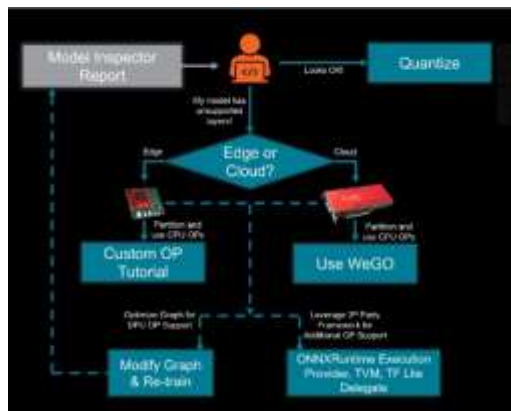 Model Inspector
Report
</>
Looks OK!
Quantize
My model has
unsupported
layers!
Edge
Edge or
Cloud?
Cloud
Partition and
use CPU OPs
Partition and
use CPU OPs
Custom OP
Tutorial
Use WeGO
Optimize Graph for
DPU OP Support
Leverage 3rd Party
Framework for
Additional OP Support
Modify Graph
& Re-train
ONNXRuntime Execution
Provider, TVM, TF Lite
Delegate